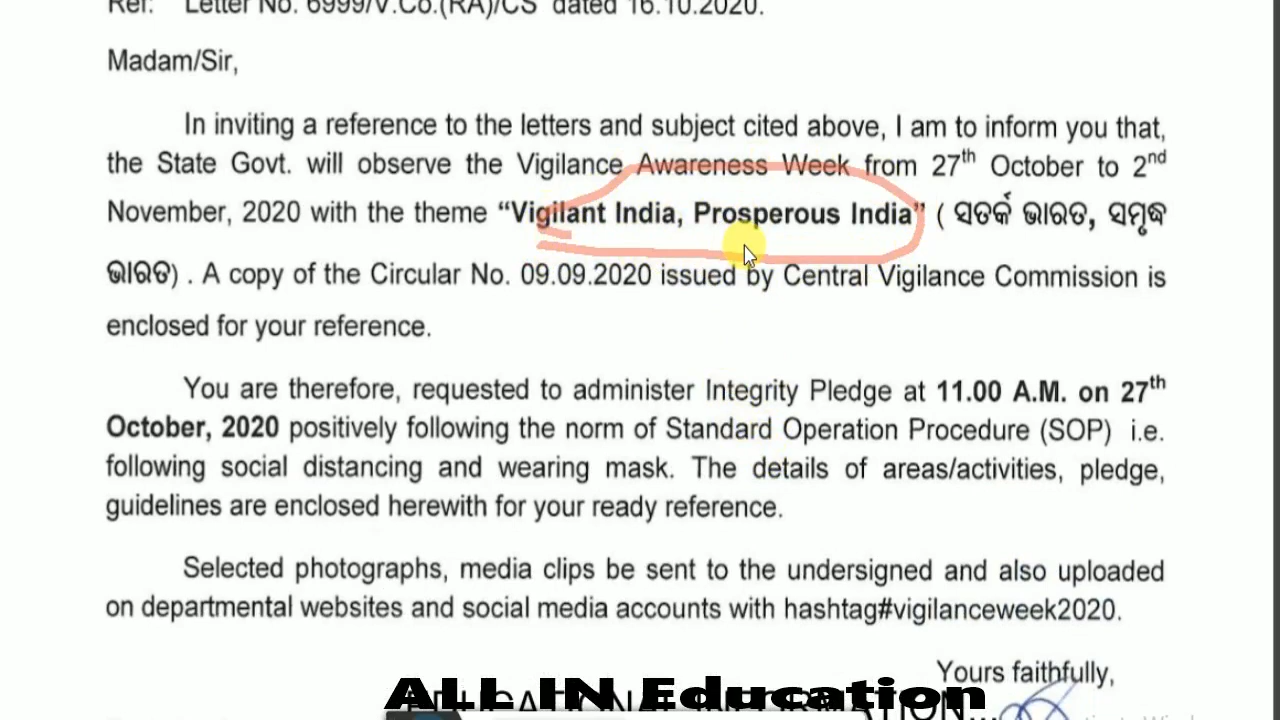 Ref: Letter No. 6999/V.Co.(RA)/CS dated 16.10.2020.
Madam/Sir,
In inviting a reference to the letters and subject cited above, I am to inform you that,
the State Govt. will observe the Vigilance Awareness Week from 27th October to 2nd
November, 2020 with the theme “Vigilant India, Prosperous India” ( ସତର୍କ ଭାରତ, ସମୃଦ୍ଧ
ଭାରତ) . A copy of the Circular No. 09.09.2020 issued by Central Vigilance Commission is
enclosed for your reference.
You are therefore, requested to administer Integrity Pledge at 11.00 A.M. on 27th
October, 2020 positively following the norm of Standard Operation Procedure (SOP) i.e.
following social distancing and wearing mask. The details of areas/activities, pledge,
guidelines are enclosed herewith for your ready reference.
Selected photographs, media clips be sent to the undersigned and also uploaded
on departmental websites and social media accounts with hashtag#vigilanceweek2020.
Yours faithfully,
ALL IN Education